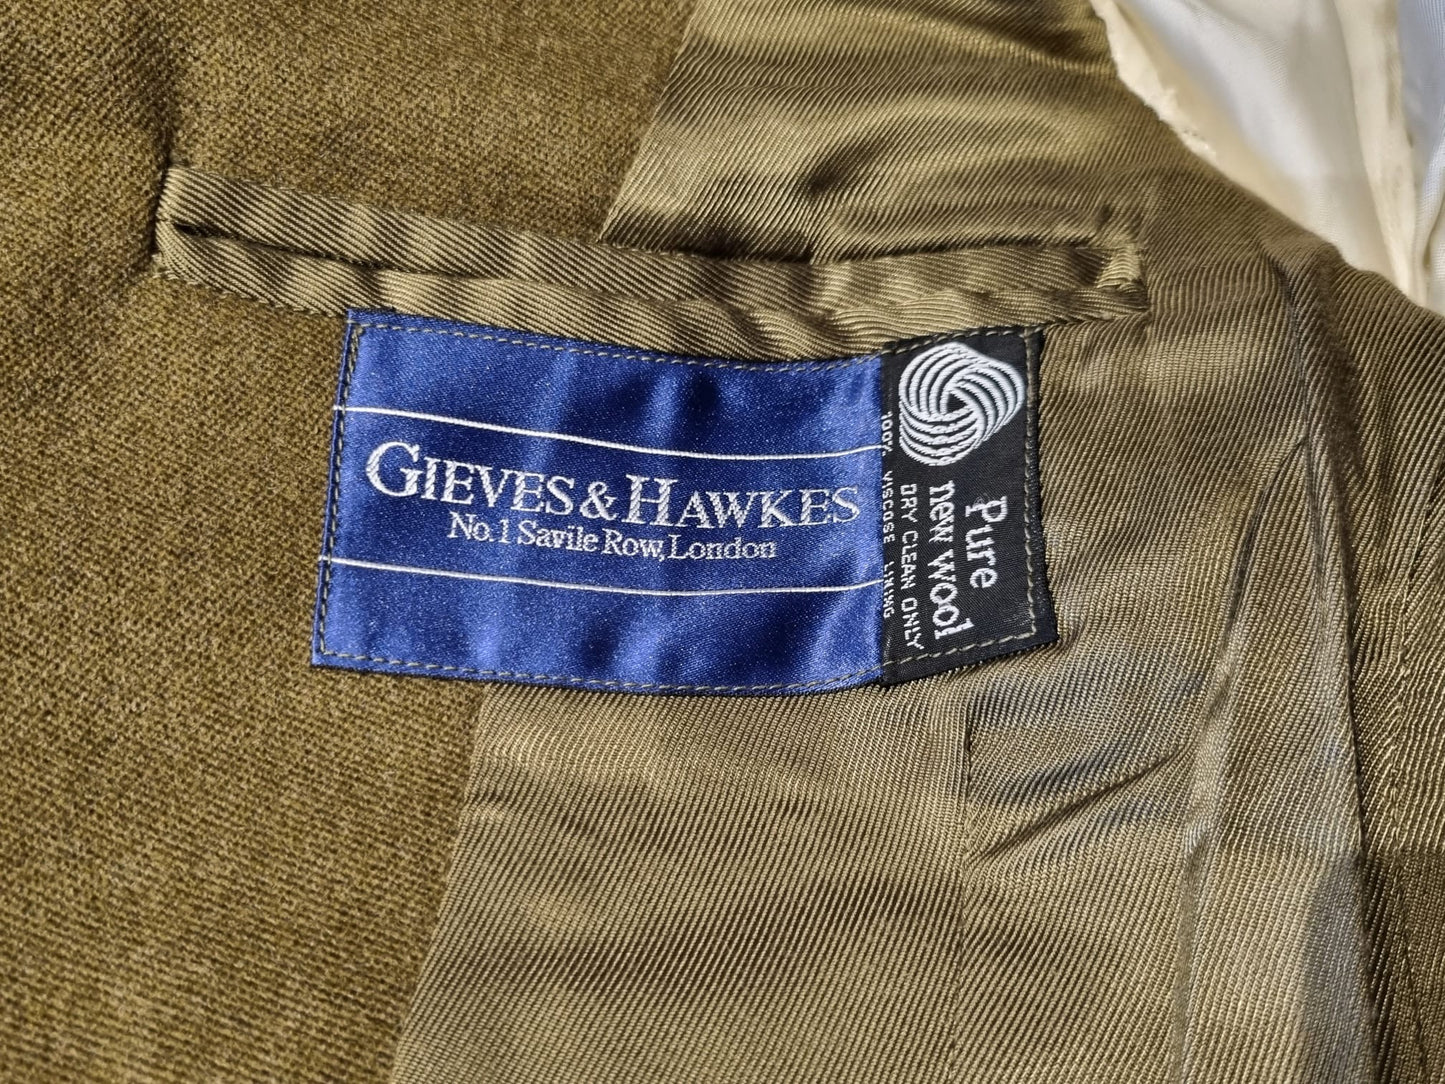 GIEVES & HAWKES
No.1 Savile Row, London
Pure
new wool
DRY CLEAN ONLY
100% VISCOSE LINING